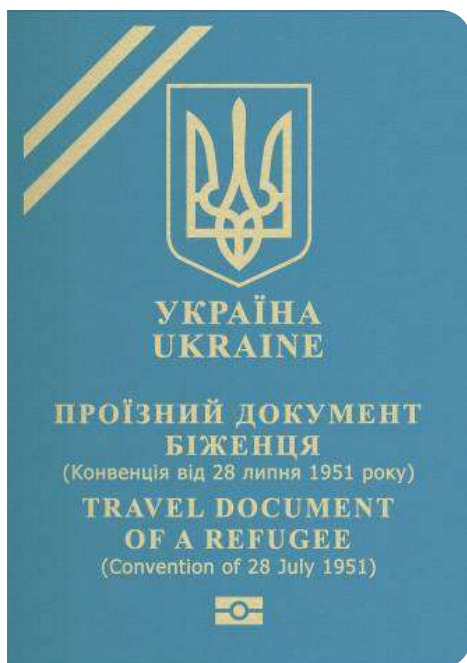 УКРАЇНА
UKRAINE
ПРОЇЗНИЙ ДОКУМЕНТ
БІЖЕНЦЯ
(Конвенція від 28 липня 1951 року)
TRAVEL DOCUMENT
OF A REFUGEE
(Convention of 28 July 1951)